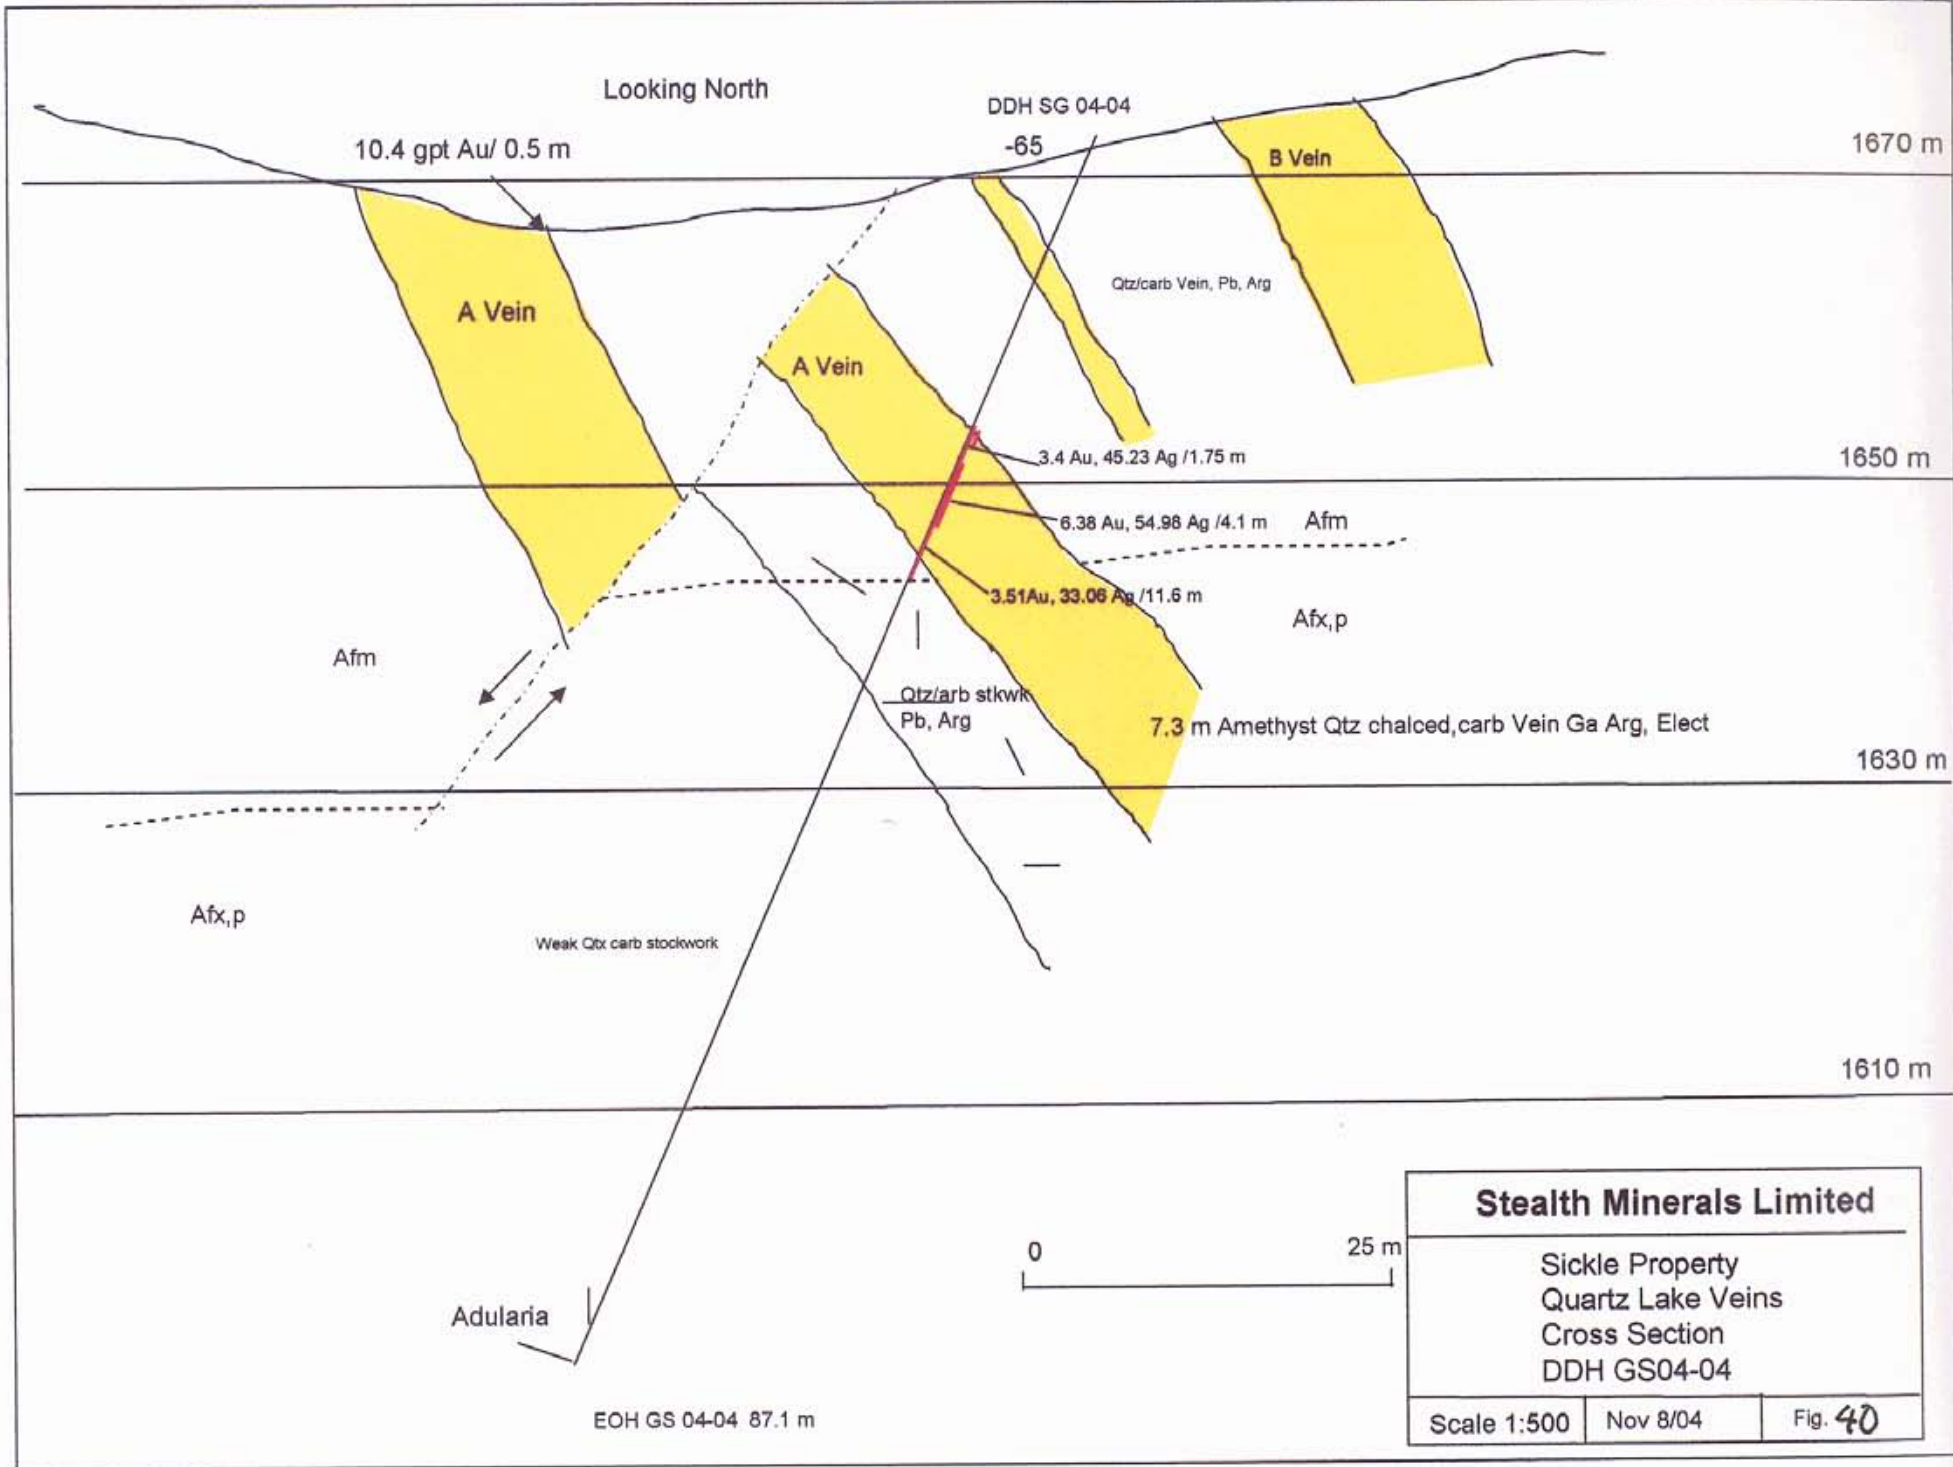 Looking North
DDH SG 04-04
-65
10.4 gpt Au/ 0.5 m
1670 m
B Vein
A Vein
Qtz/carb Vein, Pb, Arg
A Vein
3.4 Au, 45.23 Ag /1.75 m
1650 m
6.38 Au, 54.98 Ag /4.1 m
Afm
3.51Au, 33.06 Ag /11.6 m
Afx,p
Afm
Qtz/arb stkwk
Pb, Arg
7.3 m Amethyst Qtz chalced,carb Vein Ga Arg, Elect
1630 m
Afx,p
Weak Qtx carb stockwork
1610 m
Adularia
EOH GS 04-04 87.1 m
0
25 m
Stealth Minerals Limited
Sickle Property
Quartz Lake Veins
Cross Section
DDH GS04-04
Scale 1:500
Nov 8/04
Fig. 40